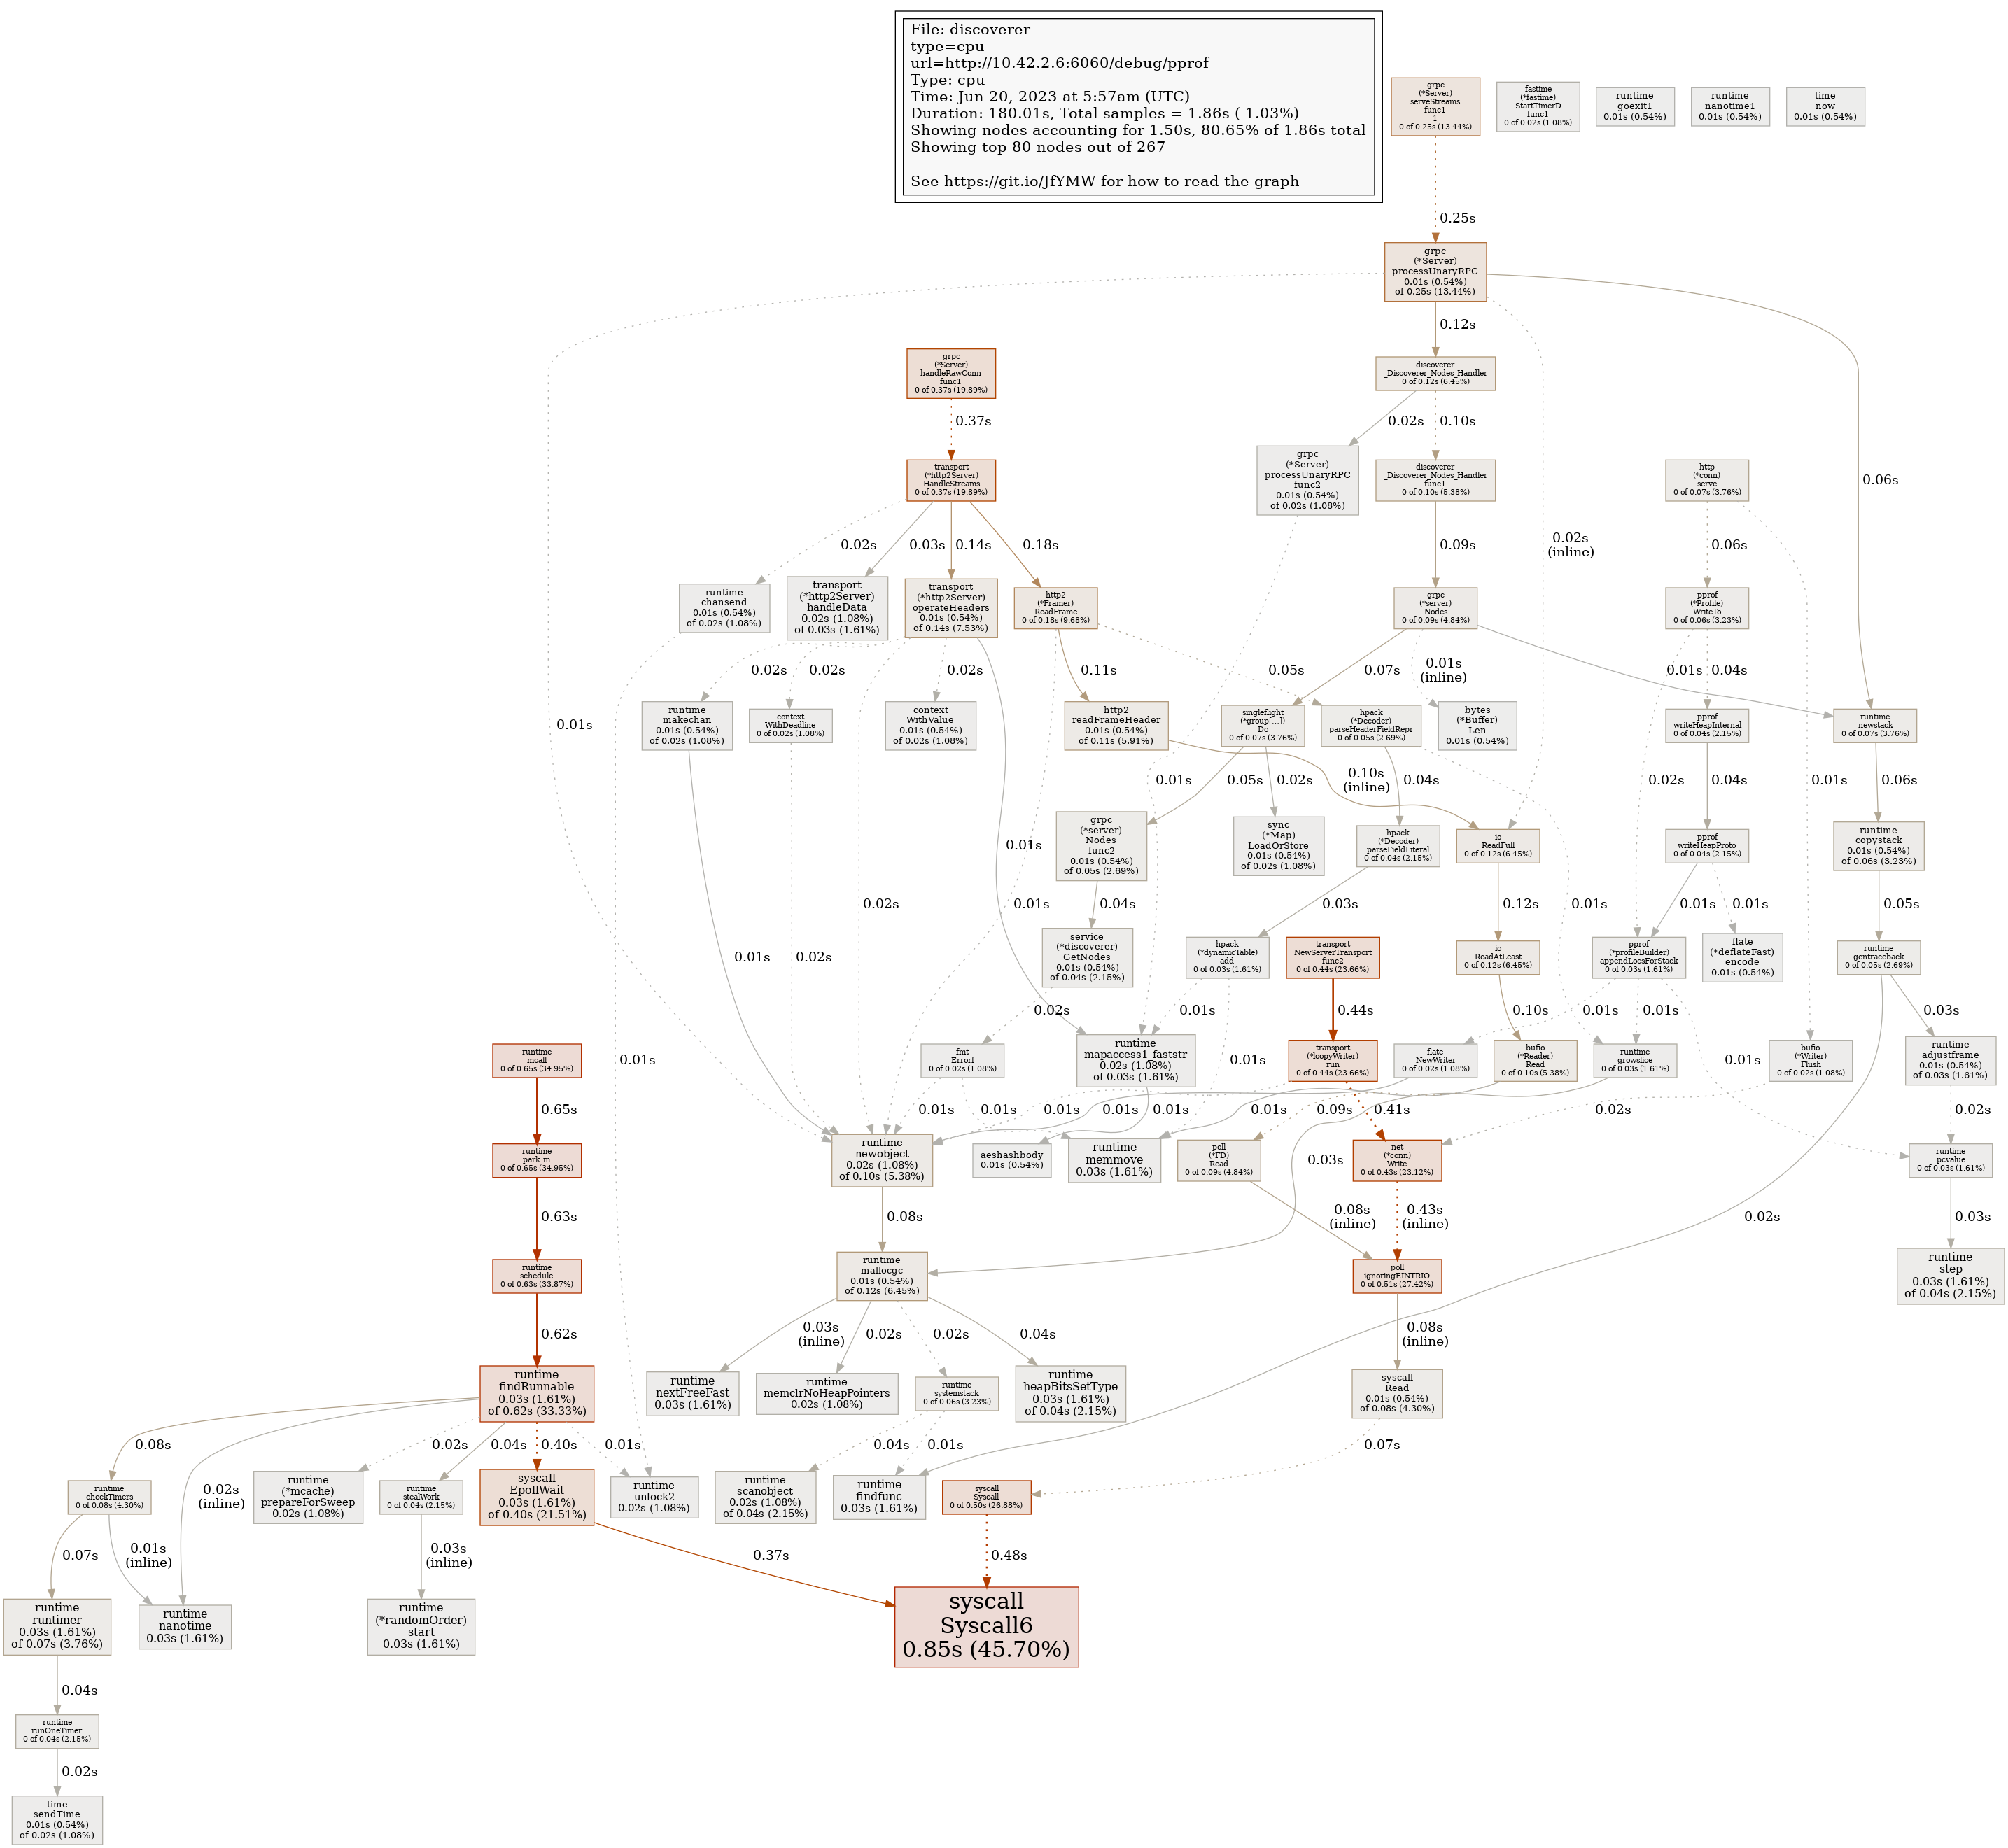 File: discoverer
type=cpu
url=http://10.42.2.6:6060/debug/pprof
Type: cpu
Time: Jun 20, 2023 at 5:57am (UTC)
Duration: 180.01s, Total samples = 1.86s ( 1.03%)
Showing nodes accounting for 1.50s, 80.65% of 1.86s total
Showing top 80 nodes out of 267
See https://git.io/JfYMW for how to read the graph
grpc
(*Server)
serveStreams
func1
1
0 of 0.25s (13.44%)
fastime
(*fastime)
StartTimerD
func1
0 of 0.02s (1.08%)
runtime
goexit1
0.01s (0.54%)
runtime
nanotime1
0.01s (0.54%)
time
now
0.01s (0.54%)
0.25s
grpc
(*Server)
processUnaryRPC
0.01s (0.54%)
of 0.25s (13.44%)
0.12s
grpc
(*Server)
handleRawConn
func1
0 of 0.37s (19.89%)
discoverer
_Discoverer_Nodes_Handler
0 of 0.12s (6.45%)
0.37s
0.02s
0.10s
transport
(*http2Server)
HandleStreams
0 of 0.37s (19.89%)
grpc
(*Server)
processUnaryRPC
func2
0.01s (0.54%)
of 0.02s (1.08%)
discoverer
_Discoverer_Nodes_Handler
func1
0 of 0.10s (5.38%)
http
(*conn)
serve
0 of 0.07s (3.76%)
0.06s
0.02s
0.03s
0.14s
0.18s
0.09s
0.02s
(inline)
0.06s
runtime
chansend
0.01s (0.54%)
of 0.02s (1.08%)
transport
(*http2Server)
handleData
0.02s (1.08%)
of 0.03s (1.61%)
transport
(*http2Server)
operateHeaders
0.01s (0.54%)
of 0.14s (7.53%)
http2
(*Framer)
ReadFrame
0 of 0.18s (9.68%)
grpc
(*server)
Nodes
0 of 0.09s (4.84%)
pprof
(*Profile)
WriteTo
0 of 0.06s (3.23%)
0.02s
0.02s
0.02s
0.11s
0.05s
0.07s
0.01s
(inline)
0.01s
0.04s
0.01s
runtime
makechan
0.01s (0.54%)
of 0.02s (1.08%)
context
WithDeadline
0 of 0.02s (1.08%)
context
WithValue
0.01s (0.54%)
of 0.02s (1.08%)
http2
readFrameHeader
0.01s (0.54%)
of 0.11s (5.91%)
singleflight
(*group[...])
Do
0 of 0.07s (3.76%)
hpack
(*Decoder)
parseHeaderFieldRepr
0 of 0.05s (2.69%)
bytes
(*Buffer)
Len
0.01s (0.54%)
pprof
writeHeapInternal
0 of 0.04s (2.15%)
runtime
newstack
0 of 0.07s (3.76%)
0.01s
0.05s
0.02s
0.10s
(inline)
0.04s
0.02s
0.04s
0.01s
0.06s
0.01s
grpc
(*server)
Nodes
func2
0.01s (0.54%)
of 0.05s (2.69%)
sync
(*Map)
LoadOrStore
0.01s (0.54%)
of 0.02s (1.08%)
hpack
(*Decoder)
parseFieldLiteral
0 of 0.04s (2.15%)
io
ReadFull
0 of 0.12s (6.45%)
pprof
writeHeapProto
0 of 0.04s (2.15%)
runtime
copystack
0.01s (0.54%)
of 0.06s (3.23%)
0.02s
0.01s
0.04s
0.03s
0.12s
0.01s
0.01s
0.01s
0.05s
0.01s
0.02s
service
(*discoverer)
GetNodes
0.01s (0.54%)
of 0.04s (2.15%)
hpack
(*dynamicTable)
add
0 of 0.03s (1.61%)
transport
NewServerTransport
func2
0 of 0.44s (23.66%)
io
ReadAtLeast
0 of 0.12s (6.45%)
pprof
(*profileBuilder)
appendLocsForStack
0 of 0.03s (1.61%)
flate
(*deflateFast)
encode
0.01s (0.54%)
runtime
gentraceback
0 of 0.05s (2.69%)
0.02s
0.01s
0.44s
0.10s
0.01s
0.01s
0.03s
runtime
mcall
0 of 0.65s (34.95%)
0.01s
fmt
Errorf
0 of 0.02s (1.08%)
runtime
mapaccess1_faststr
0.02s (1.08%)
of 0.03s (1.61%)
0.01s
transport
(*loopyWriter)
run
0 of 0.44s (23.66%)
flate
NewWriter
0 of 0.02s (1.08%)
bufio
(*Reader)
Read
0 of 0.10s (5.38%)
runtime
growslice
0 of 0.03s (1.61%)
0.01s
bufio
(*Writer)
Flush
0 of 0.02s (1.08%)
runtime
adjustframe
0.01s (0.54%)
of 0.03s (1.61%)
0.65s
0.01s
0.01s
0.01s
0.01s
0.01s
0.01s
0.09s
0.41s
0.02s
0.02s
runtime
park_m
0 of 0.65s (34.95%)
runtime
newobject
0.02s (1.08%)
of 0.10s (5.38%)
aeshashbody
0.01s (0.54%)
runtime
memmove
0.03s (1.61%)
poll
(*FD)
Read
0 of 0.09s (4.84%)
0.03s
net
(*conn)
Write
0 of 0.43s (23.12%)
runtime
pcvalue
0 of 0.03s (1.61%)
0.63s
0.08s
0.08s
(inline)
0.43s
(inline)
0.02s
0.03s
runtime
schedule
0 of 0.63s (33.87%)
runtime
mallocgc
0.01s (0.54%)
of 0.12s (6.45%)
poll
ignoringEINTRIO
0 of 0.51s (27.42%)
runtime
step
0.03s (1.61%)
of 0.04s (2.15%)
0.62s
0.03s
(inline)
0.02s
0.02s
0.04s
0.08s
(inline)
runtime
findRunnable
0.03s (1.61%)
of 0.62s (33.33%)
runtime
nextFreeFast
0.03s (1.61%)
runtime
memclrNoHeapPointers
0.02s (1.08%)
runtime
systemstack
0 of 0.06s (3.23%)
runtime
heapBitsSetType
0.03s (1.61%)
of 0.04s (2.15%)
syscall
Read
0.01s (0.54%)
of 0.08s (4.30%)
0.08s
0.02s
0.04s
0.40s
0.01s
0.04s
0.01s
0.07s
runtime
checkTimers
0 of 0.08s (4.30%)
0.02s
(inline)
runtime
(*mcache)
prepareForSweep
0.02s (1.08%)
runtime
stealWork
0 of 0.04s (2.15%)
syscall
EpollWait
0.03s (1.61%)
of 0.40s (21.51%)
runtime
unlock2
0.02s (1.08%)
runtime
scanobject
0.02s (1.08%)
of 0.04s (2.15%)
runtime
findfunc
0.03s (1.61%)
syscall
Syscall
0 of 0.50s (26.88%)
0.07s
0.01s
(inline)
0.03s
(inline)
0.37s
0.48s
runtime
runtimer
0.03s (1.61%)
of 0.07s (3.76%)
runtime
nanotime
0.03s (1.61%)
runtime
(*randomOrder)
start
0.03s (1.61%)
syscall
Syscall6
0.85s (45.70%)
0.04s
runtime
runOneTimer
0 of 0.04s (2.15%)
0.02s
time
sendTime
0.01s (0.54%)
of 0.02s (1.08%)